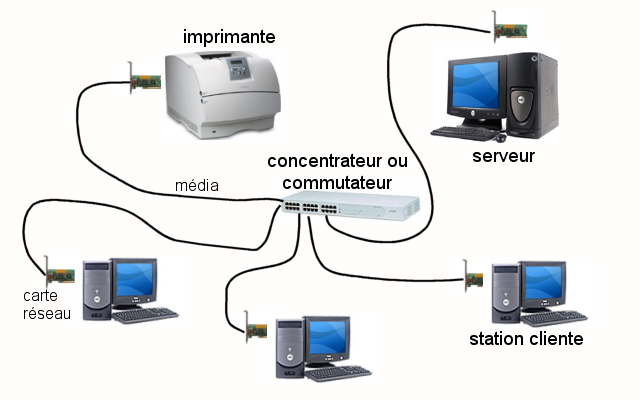 imprimante
serveur
concentrateur ou
commutateur
média
carte
réseau
station cliente